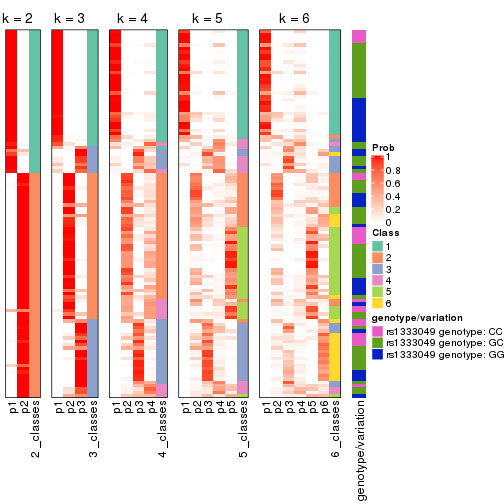 k = 2 k = 3 k = 4 k = 5 k = 6
Prob
1
0.8
0.6
0.4
0.2
0
Class
1
2
3
4
5
6
genotype/variation
rs1333049 genotype: CC
rs1333049 genotype: GC
rs1333049 genotype: GG
p1 p2 2_classes p1 p2 p3 3_classes p1 p2 p3 p4 4_classes p1 p2 p3 p4 p5 5_classes p1 p2 p3 p4 p5 p6 6_classes genotype/variation